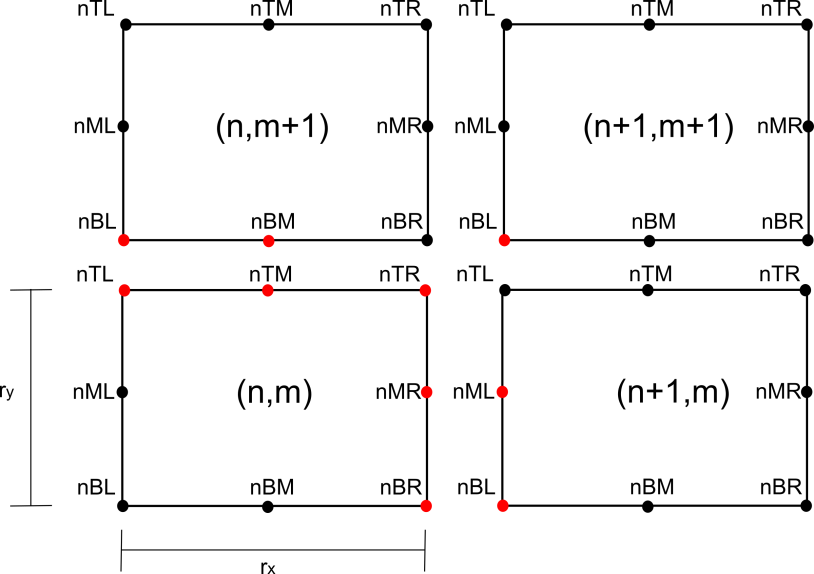 nTL nTM nTR nTL nTM nTR
nML (n,m+1) nMR nML (n+1,m+1) nMR
nBL nBM nBR nBL nBM nBR
nTL nTM nTR nTL nTM nTR
ry nML (n,m) nMR nML (n+1,m) nMR
nBL nBM nBR nBL nBM nBR
rx